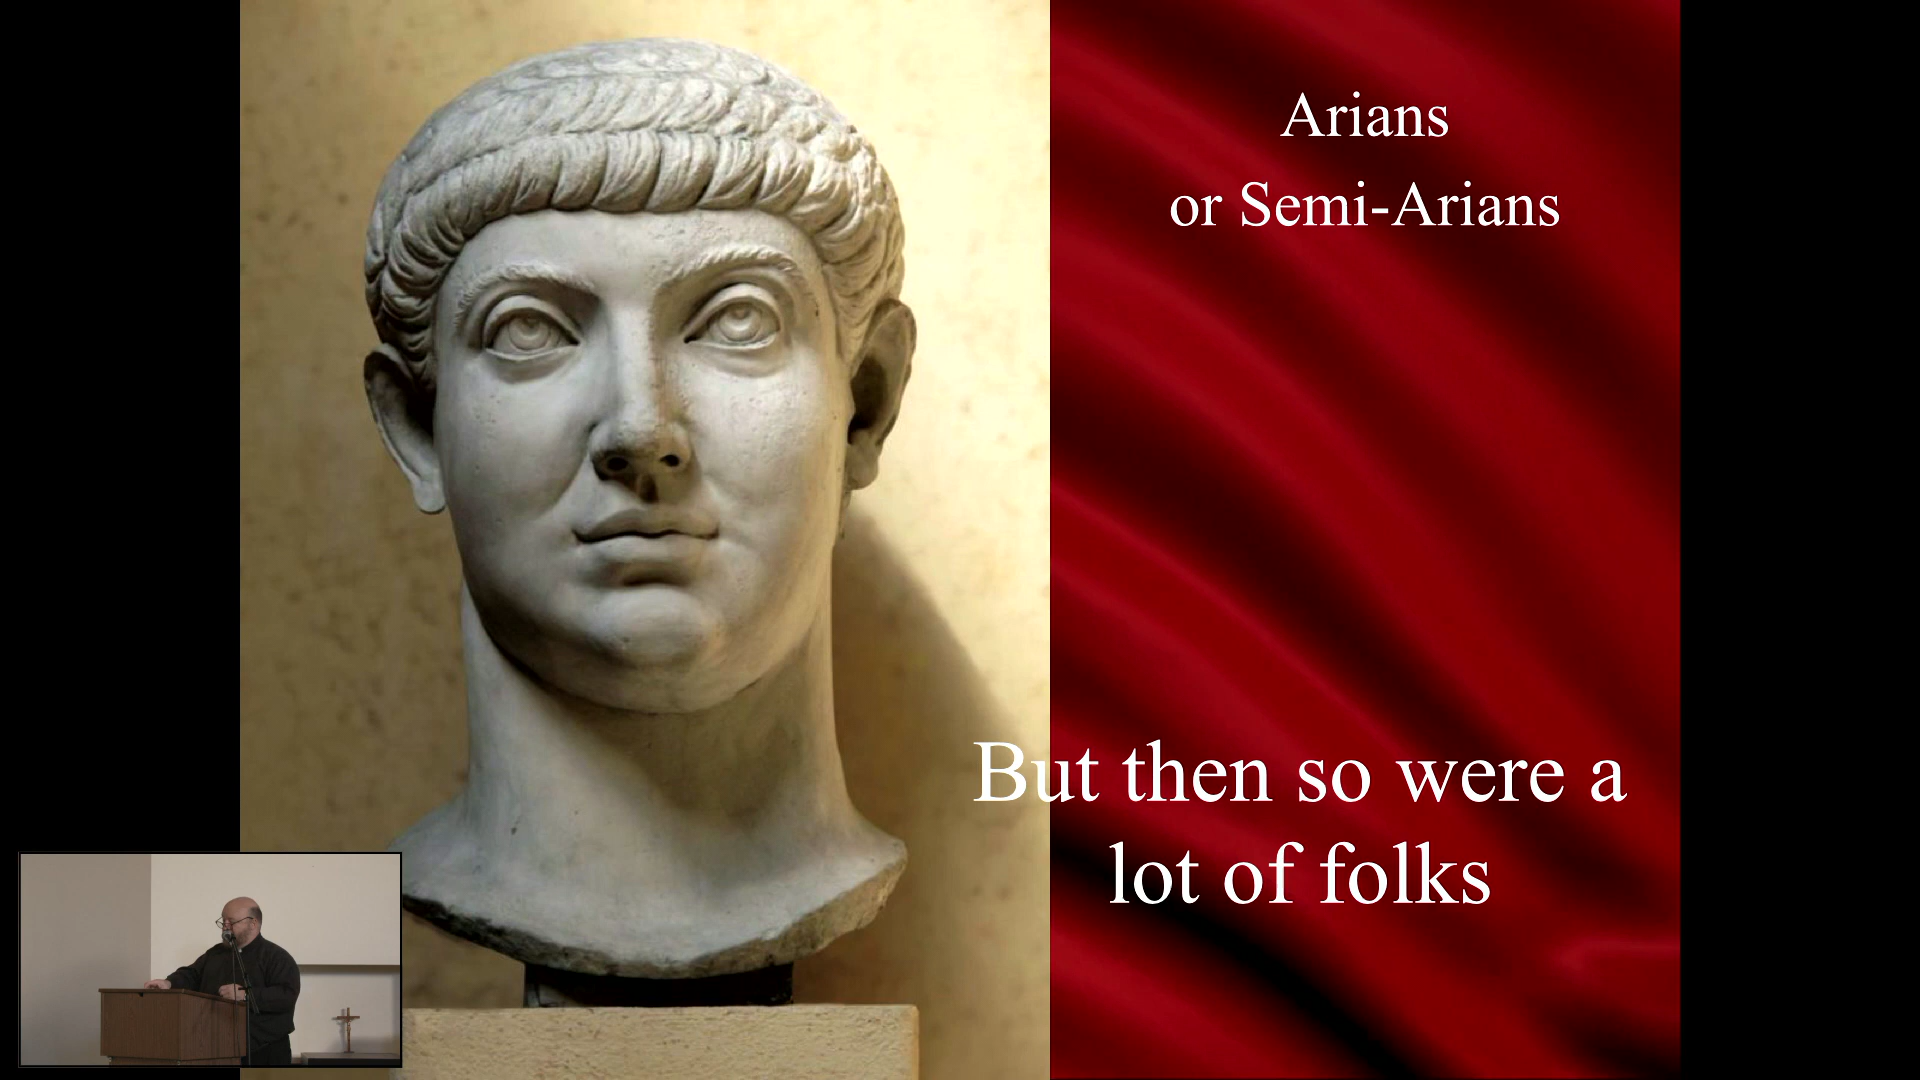 Arians
or Semi-Arians
But then so were a
lot of folks